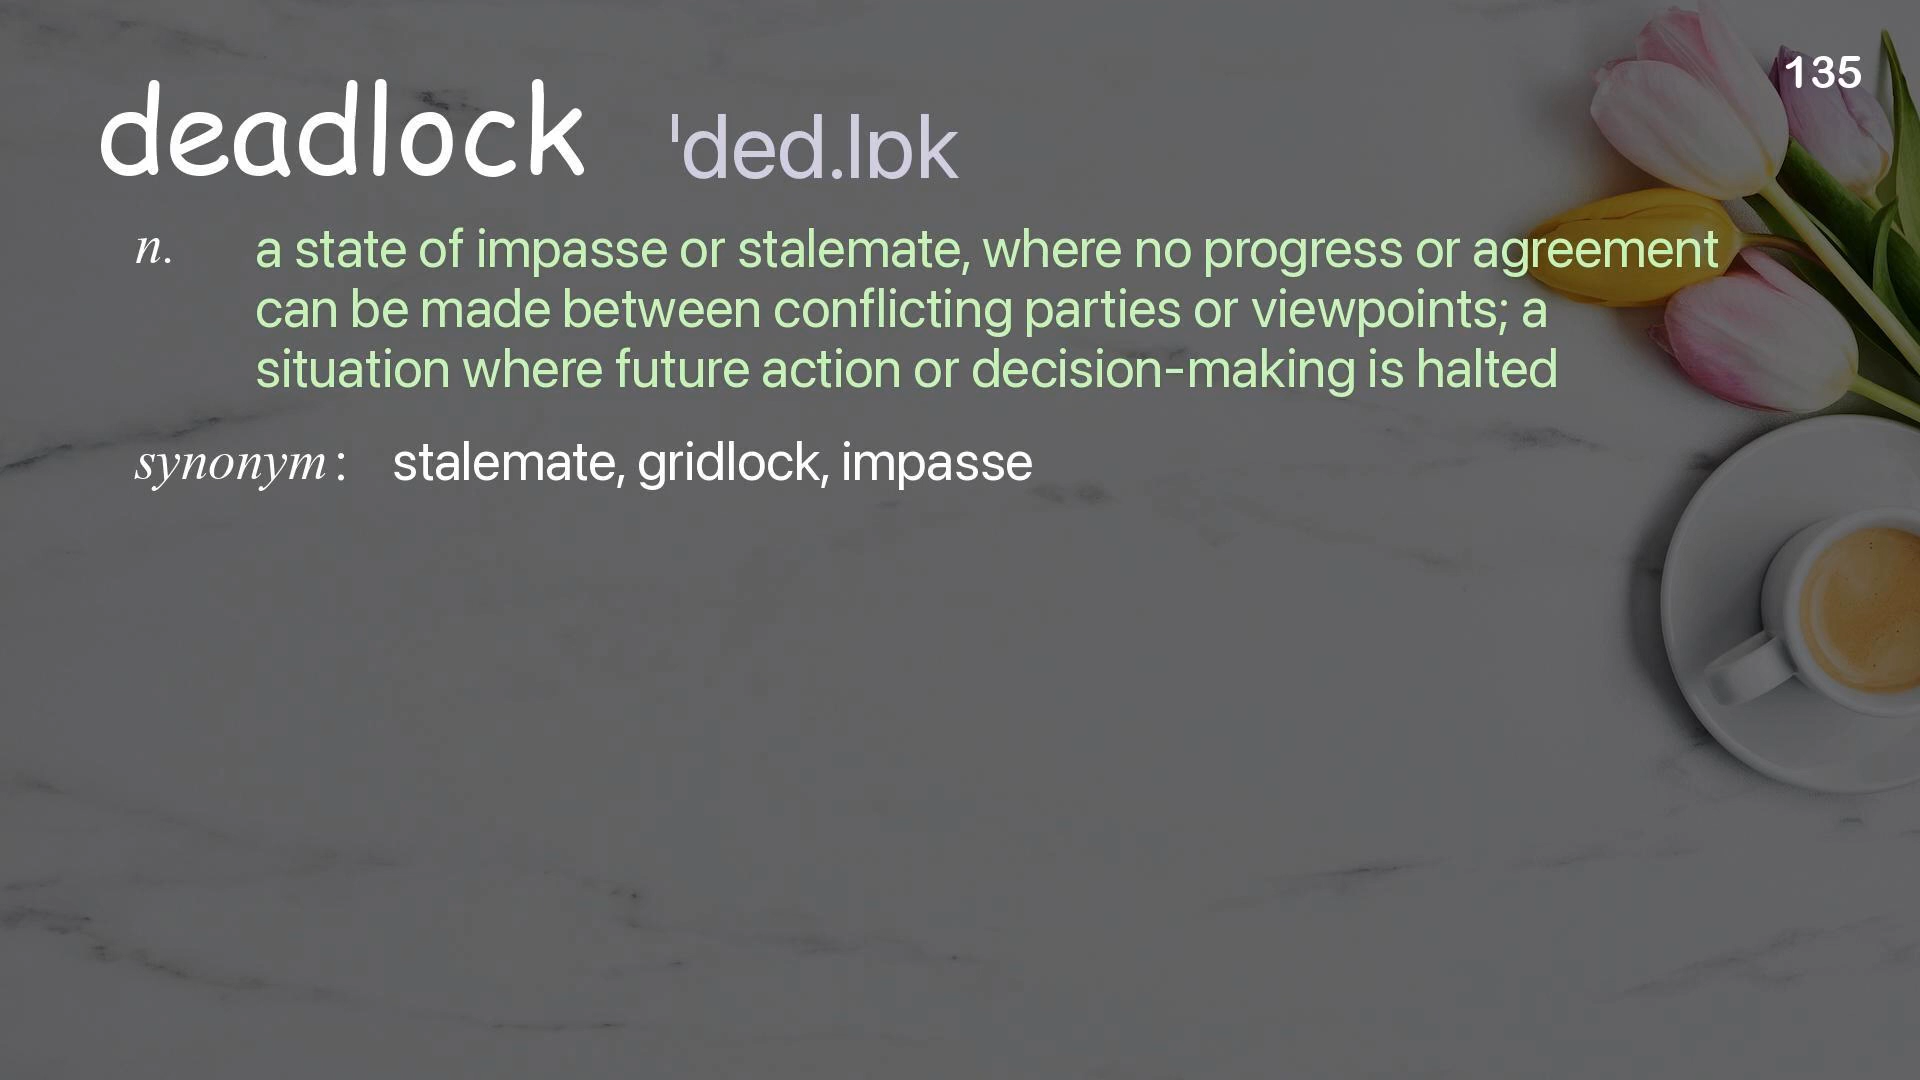 135
deadlock ˈded.lɒk
n. a state of impasse or stalemate, where no progress or agreement
can be made between conflicting parties or viewpoints; a
situation where future action or decision-making is halted
synonym: stalemate, gridlock, impasse